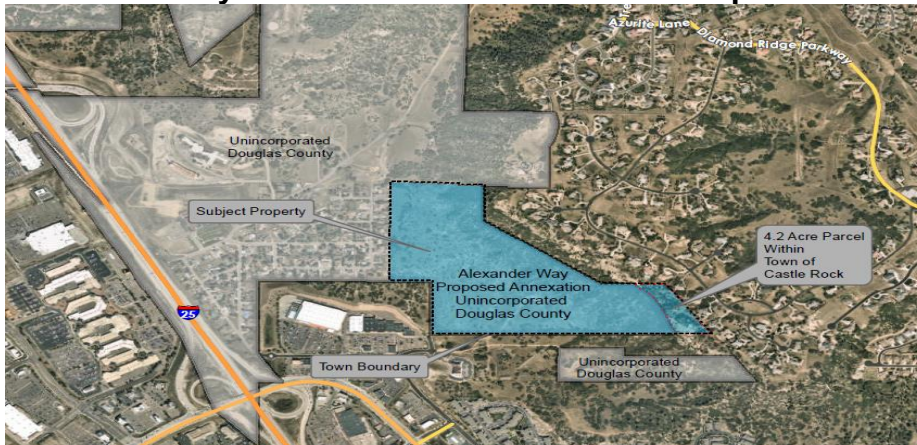 Azurite Lane
Diamond Ridge Parkway
Unincorporated
Douglas County
Subject Property
4.2 Acre Parcel
Within
Town of
Castle Rock
Alexander Way
Proposed Annexation
Unincorporated
Douglas County
25
Town Boundary
Unincorporated
Douglas County